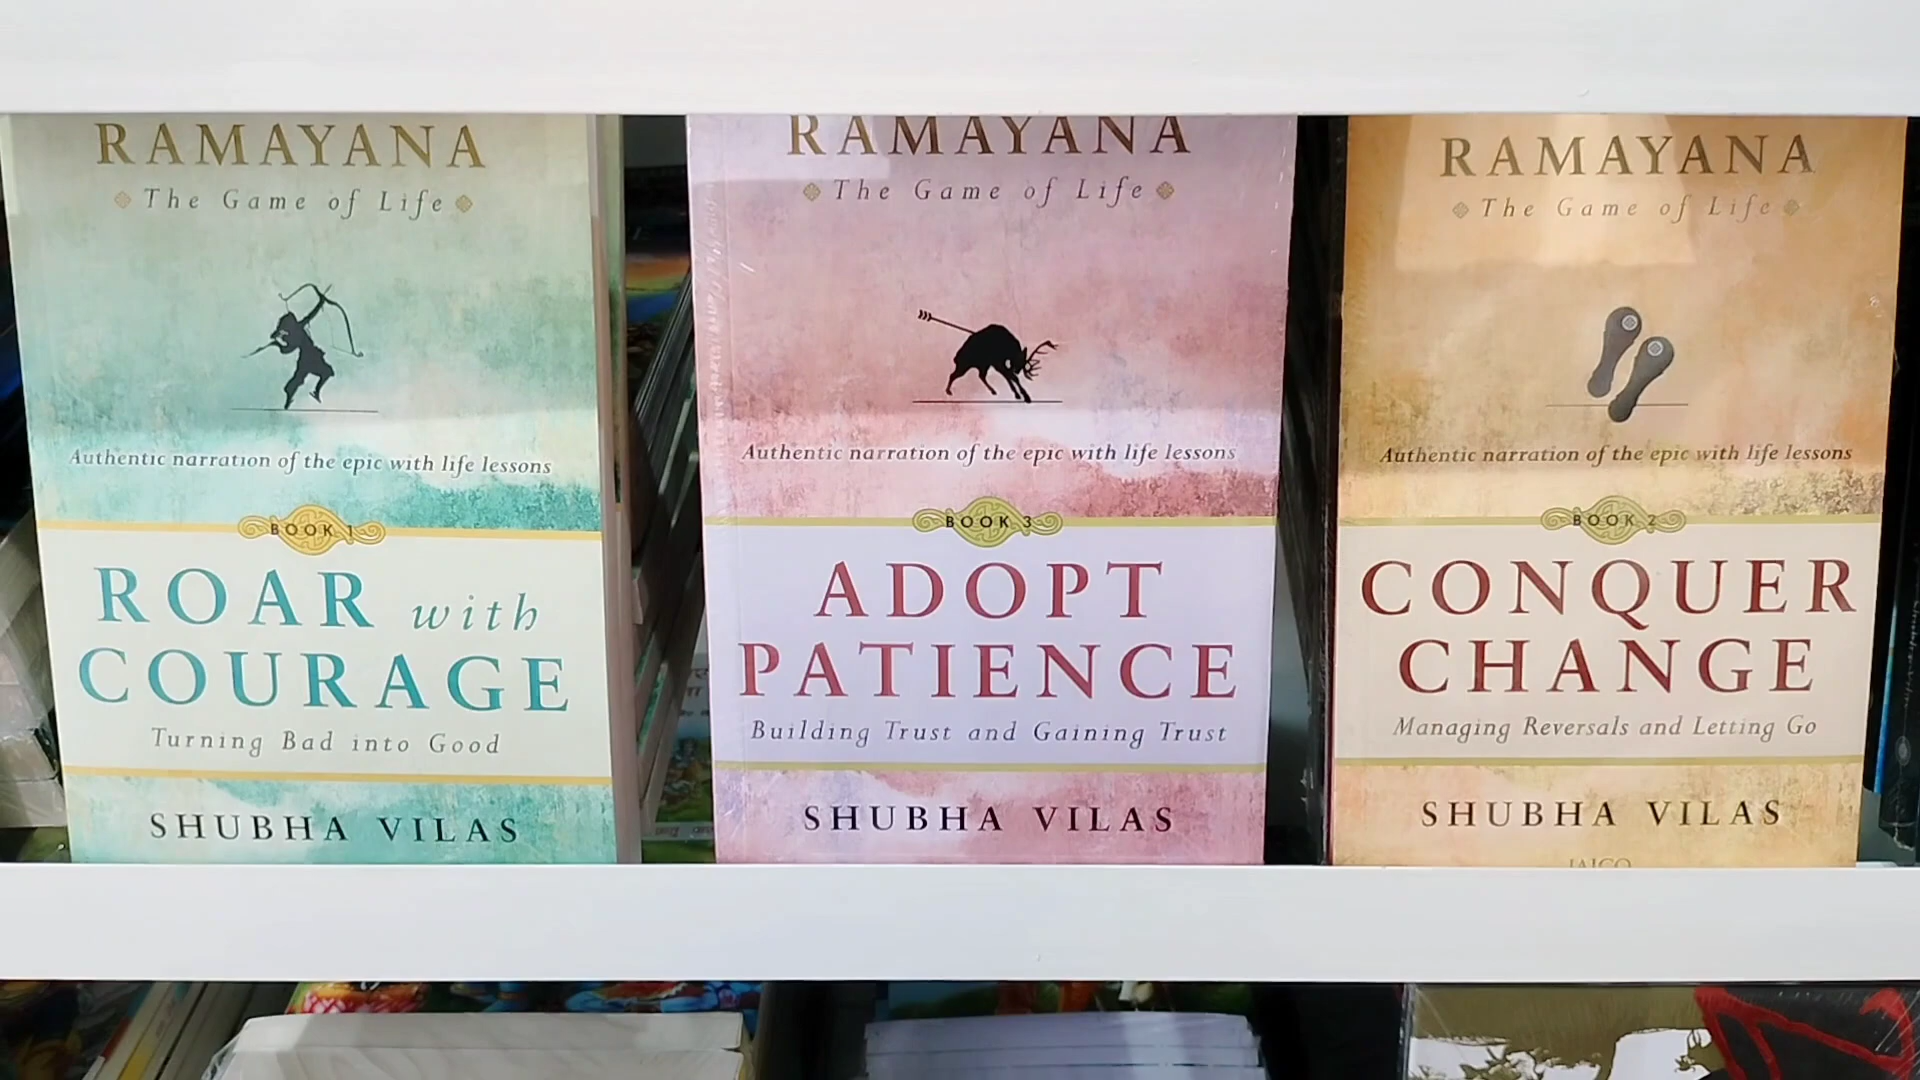 RAMAYANA
The Game of Life
Authentic narration of the epic with life lessons
BOOK 1
ROAR with
COURAGE
Turning Bad into Good
SHUBHA VILAS
RAMAYANA
The Game of Life
Authentic narration of the epic with life lessons
BOOK 3
ADOPT
PATIENCE
Building Trust and Gaining Trust
SHUBHA VILAS
RAMAYANA
The Game of Life
Authentic narration of the epic with life lessons
BOOK 2
CONQUER
CHANGE
Managing Reversals and Letting Go
SHUBHA VILAS
JAICO